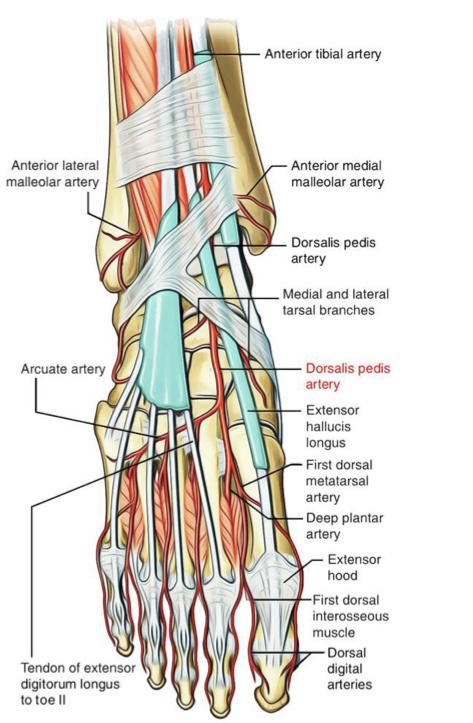 Anterior tibial artery
Anterior lateral
malleolar artery
Anterior medial
malleolar artery
Dorsalis pedis
artery
Medial and lateral
tarsal branches
Arcuate artery
Dorsalis pedis
artery
Extensor
hallucis
longus
First dorsal
metatarsal
artery
Deep plantar
artery
Extensor
hood
First dorsal
interosseous
muscle
Tendon of extensor
digitorum longus
to toe II
Dorsal
digital
arteries